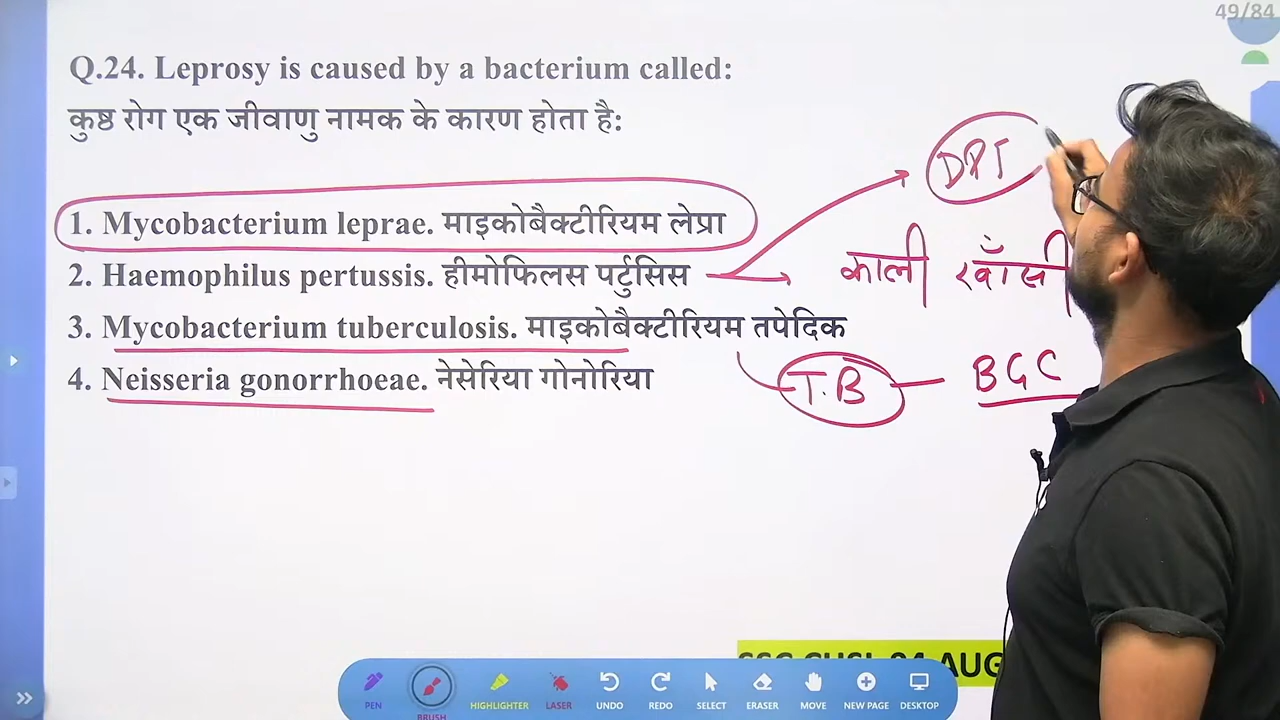 49/84
Q.24. Leprosy is caused by a bacterium called:
कुष्ठ रोग एक जीवाणु नामक के कारण होता है:
DPT
1. Mycobacterium leprae. माइकोबैक्टीरियम लेप्रा
2. Haemophilus pertussis. हीमोफिलस पर्टुसिस
काली खाँसी
3. Mycobacterium tuberculosis. माइकोबैक्टीरियम तपेदिक
4. Neisseria gonorrhoeae. नेसेरिया गोनोरिया
T.B BGC
AUG
PEN BRUSH HIGHLIGHTER LASER UNDO REDO SELECT ERASER MOVE NEW PAGE DESKTOP